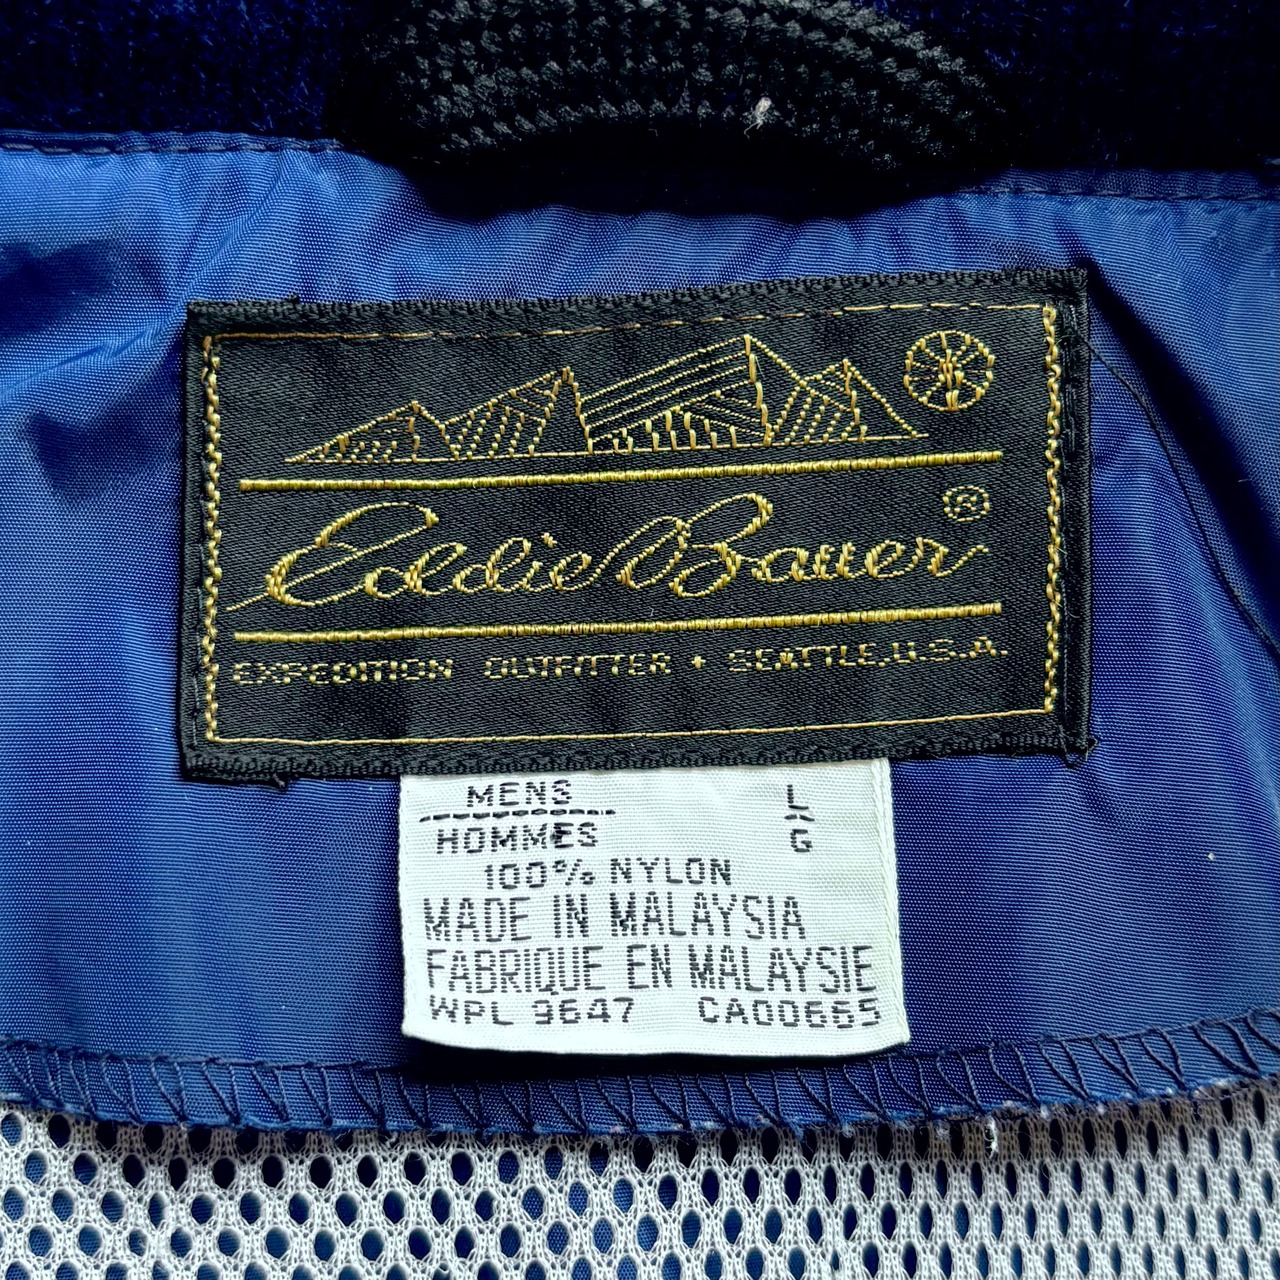 Eddie Bauer ®
EXPEDITION OUTFITTER • SEATTLE, U.S.A.
MENS L
HOMMES G
100% NYLON
MADE IN MALAYSIA
FABRIQUE EN MALAYSIE
WPL 9647 CA00665